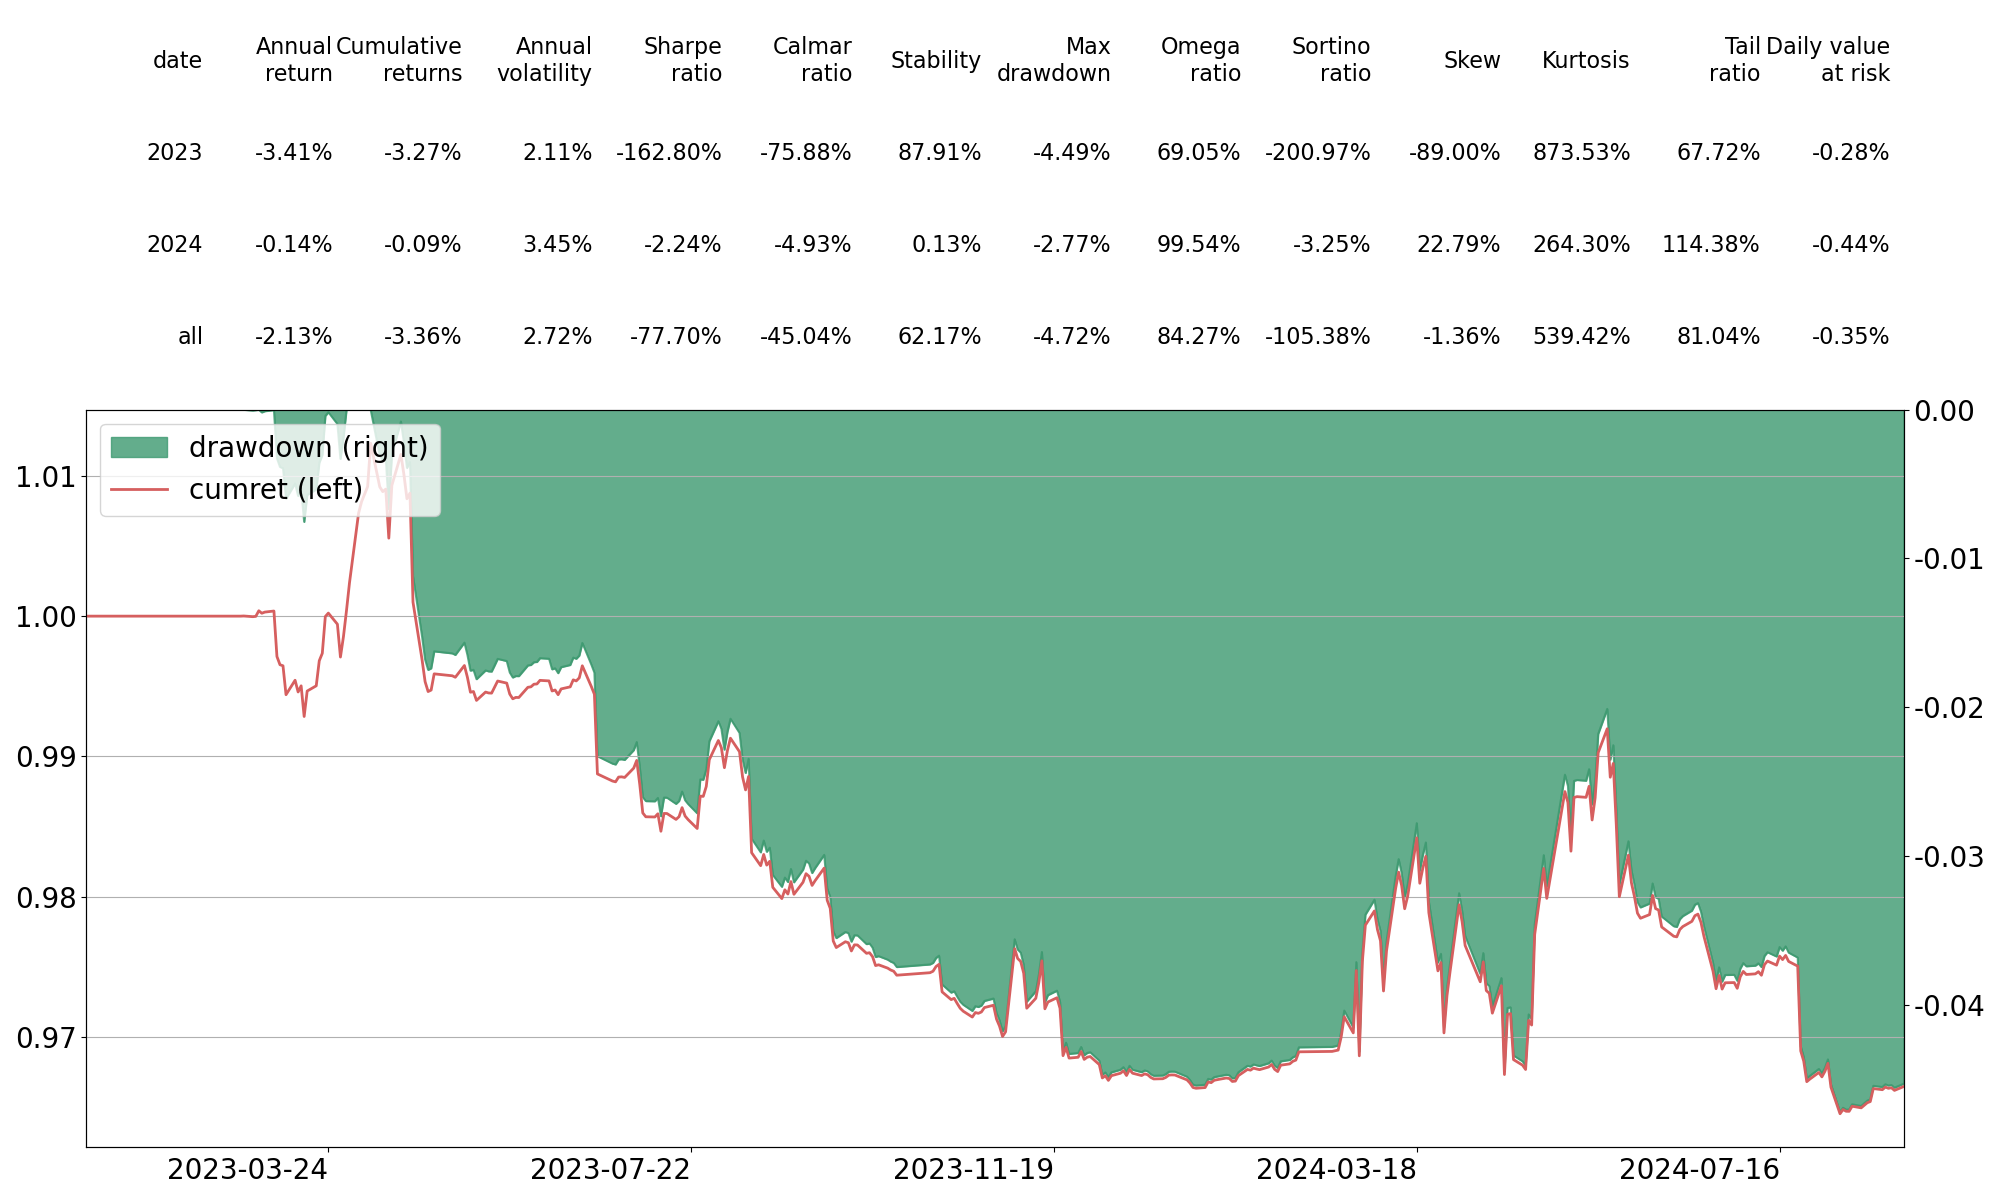 date Annual return Cumulative returns Annual volatility Sharpe ratio Calmar ratio Stability Max drawdown Omega ratio Sortino ratio Skew Kurtosis Tail ratio Daily value at risk
2023 -3.41% -3.27% 2.11% -162.80% -75.88% 87.91% -4.49% 69.05% -200.97% -89.00% 873.53% 67.72% -0.28%
2024 -0.14% -0.09% 3.45% -2.24% -4.93% 0.13% -2.77% 99.54% -3.25% 22.79% 264.30% 114.38% -0.44%
all -2.13% -3.36% 2.72% -77.70% -45.04% 62.17% -4.72% 84.27% -105.38% -1.36% 539.42% 81.04% -0.35%
drawdown (right)
cumret (left)
1.01
1.00
0.99
0.98
0.97
0.00
-0.01
-0.02
-0.03
-0.04
2023-03-24 2023-07-22 2023-11-19 2024-03-18 2024-07-16